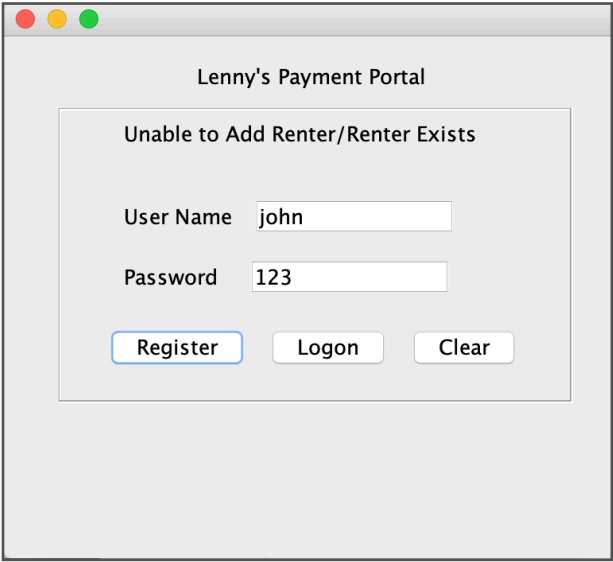 Lenny's Payment Portal
Unable to Add Renter/Renter Exists
User Name john
Password 123
Register Logon Clear